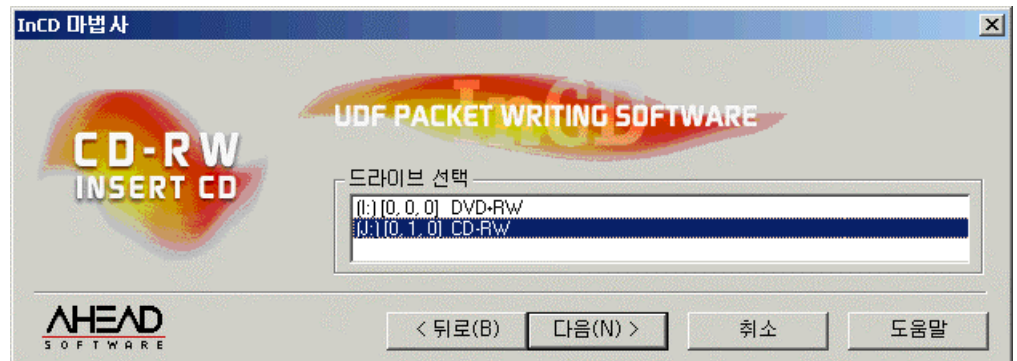 InCD 마법사
InCD
UDF PACKET WRITING SOFTWARE
CD-RW
INSERT CD
드라이브 선택
(I:) [0, 0, 0] DVD+RW
(J:) [0, 1, 0] CD-RW
AHEAD
SOFTWARE
< 뒤로(B)
다음(N) >
취소
도움말